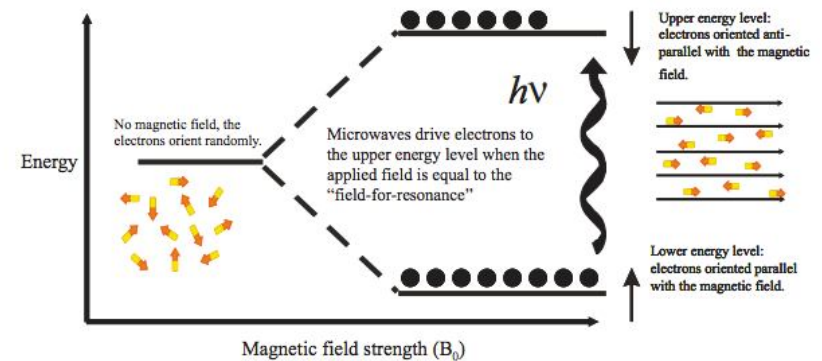 Upper energy level:
electrons oriented anti-
parallel with the magnetic
field.
hν
No magnetic field, the
electrons orient randomly.
Microwaves drive electrons to
the upper energy level when the
applied field is equal to the
“field-for-resonance”
Energy
Lower energy level:
electrons oriented parallel
with the magnetic field.
Magnetic field strength (B₀)